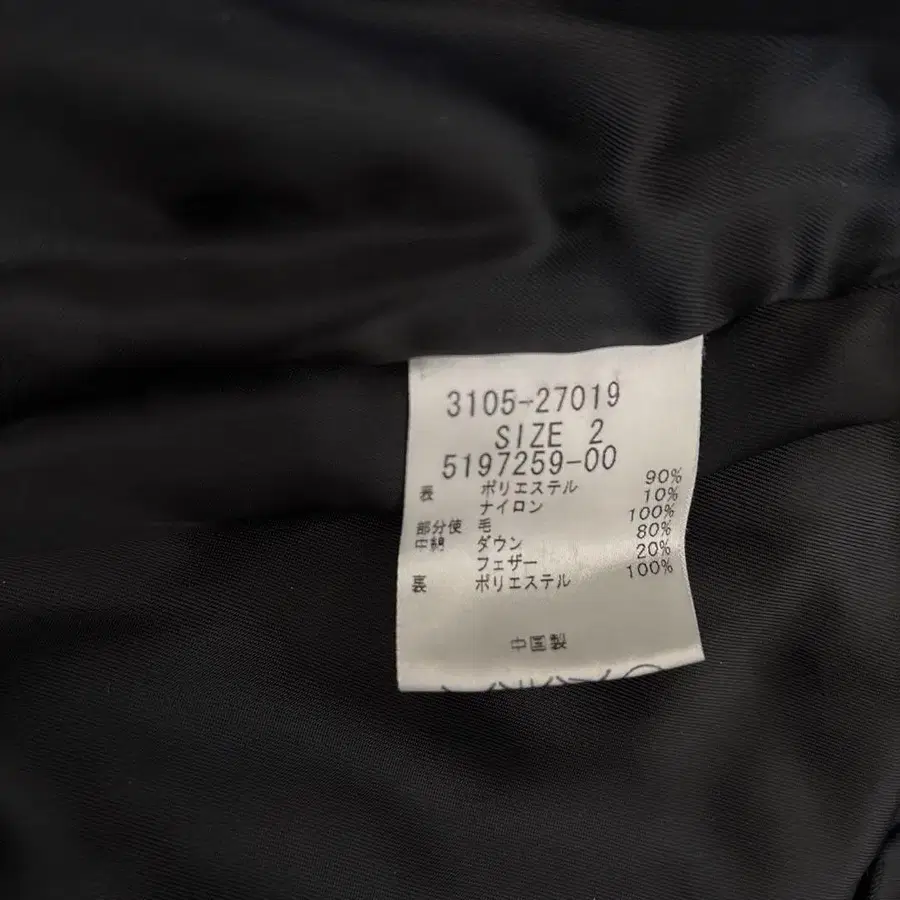 3105-27019
SIZE 2
5197259-00
表 ポリエステル 90%
ナイロン 10%
部分使 毛 100%
中綿 ダウン 80%
フェザー 20%
裏 ポリエステル 100%
中国製